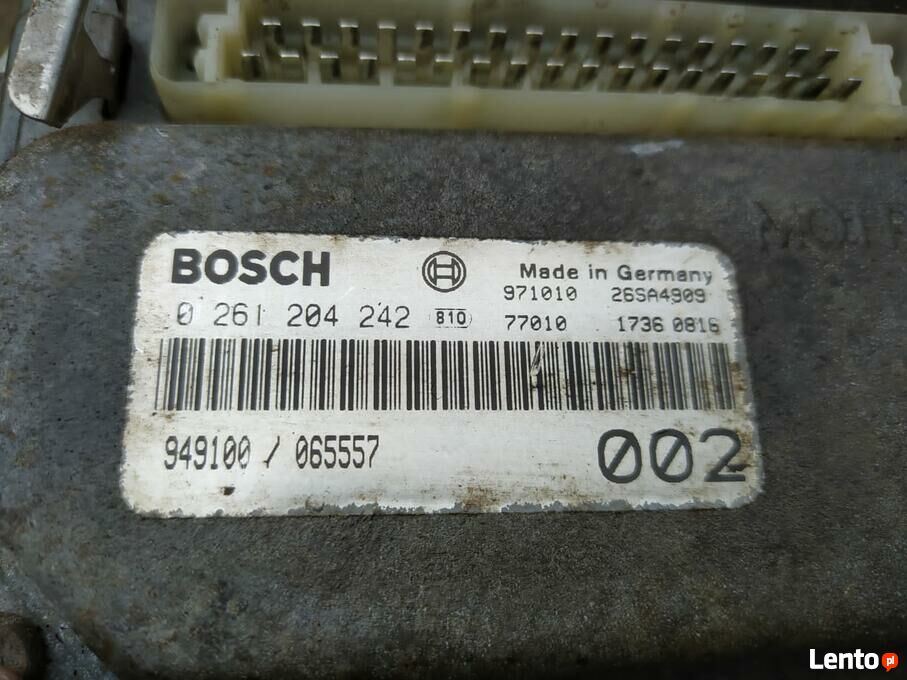 BOSCH
Made in Germany
971010 26SA4909
0 261 204 242 810 77010 1736 0816
949100 / 065557
002
Lento.pl